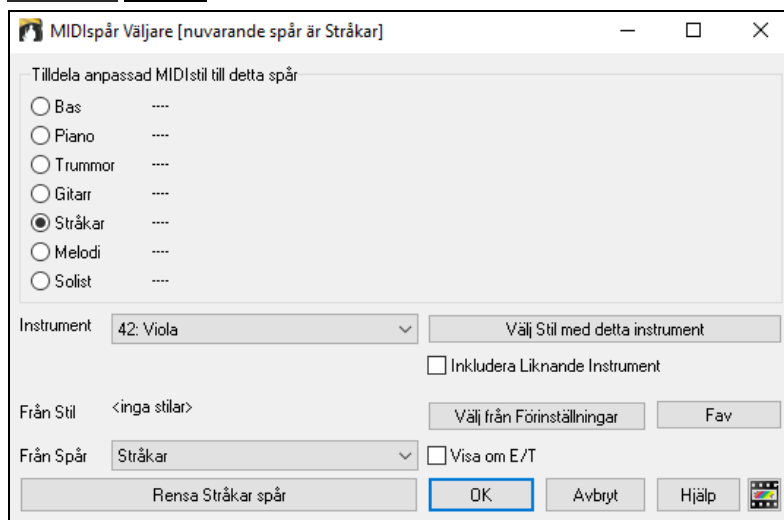 MIDIspår Väljare [nuvarande spår är Stråkar]
Tilldela anpassad MIDIstil till detta spår
Bas ----
Piano ----
Trummor ----
Gitarr ----
Stråkar ----
Melodi ----
Solist ----
Instrument 42: Viola Välj Stil med detta instrument
Inkludera Liknande Instrument
Från Stil <inga stilar> Välj från Förinställningar Fav
Från Spår Stråkar Visa om E/T
Rensa Stråkar spår OK Avbryt Hjälp